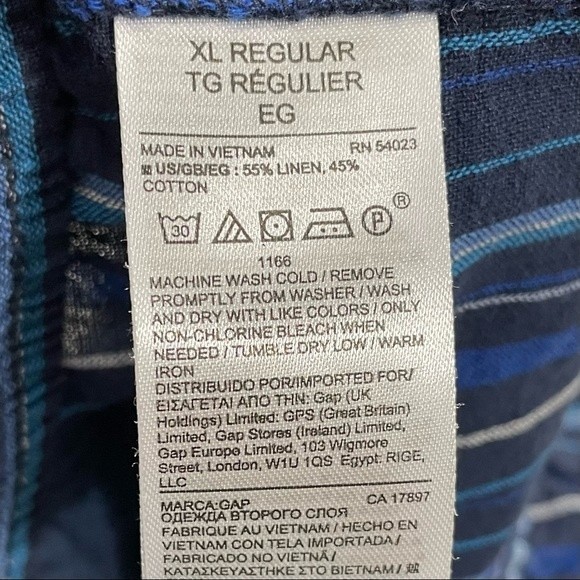 XL REGULAR
TG RÉGULIER
EG
MADE IN VIETNAM RN 54023
US/GB/EG : 55% LINEN, 45%
COTTON
30 P ®
1166
MACHINE WASH COLD / REMOVE
PROMPTLY FROM WASHER / WASH
AND DRY WITH LIKE COLORS / ONLY
NON-CHLORINE BLEACH WHEN
NEEDED / TUMBLE DRY LOW / WARM
IRON
DISTRIBUIDO POR/IMPORTED FOR/
ΕΙΣΑΓΕΤΑΙ ΑΠΟ ΤΗΝ: Gap (UK
Holdings) Limited: GPS (Great Britain)
Limited, Gap Stores (Ireland) Limited,
Gap Europe Limited, 103 Wigmore
Street, London, W1U 1QS Egypt: RIGE,
LLC
MARCA:GAP CA 17897
ОДЕЖДА ВТОРОГО СЛОЯ
FABRIQUE AU VIETNAM / HECHO EN
VIETNAM CON TELA IMPORTADA /
FABRICADO NO VIETNÃ /
ΚΑΤΑΣΚΕΥΑΣΤΗΚΕ ΣΤΟ ΒΙΕΤΝΑΜ / 越